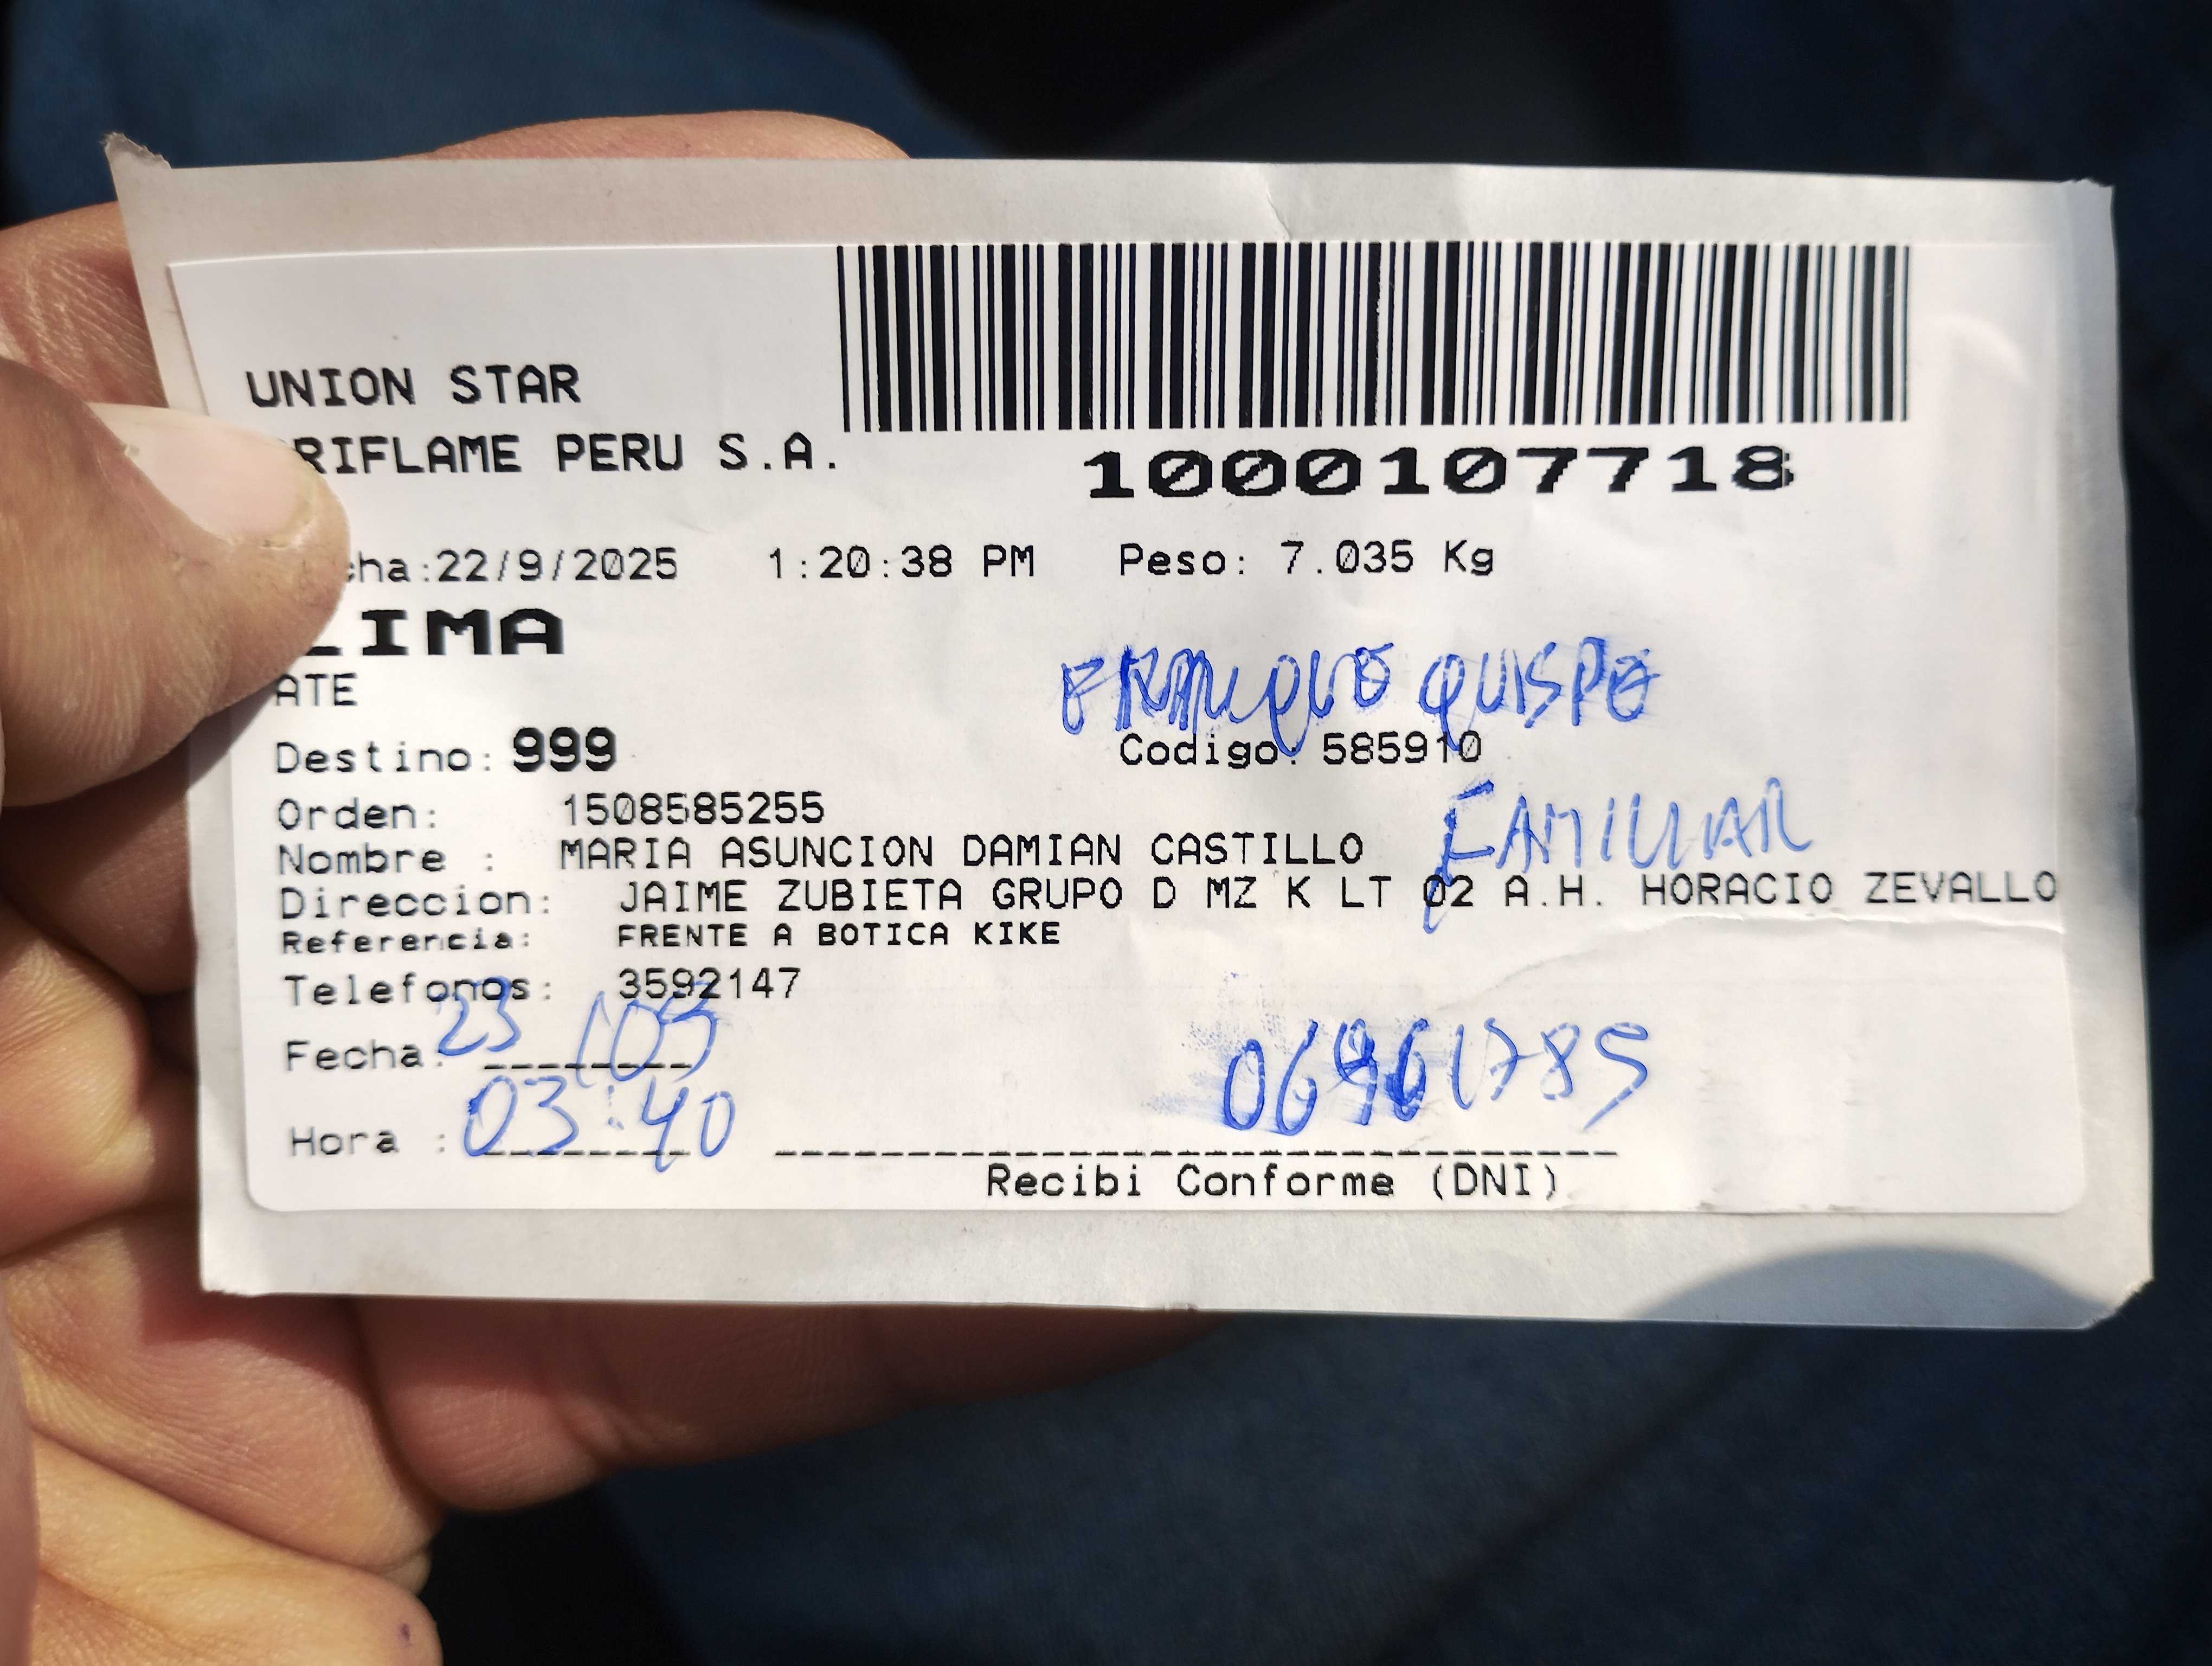 UNION STAR
RIFLAME PERU S.A.
1000107718
cha:22/9/2025 1:20:38 PM Peso: 7.035 Kg
LIMA
ATE
QUISPE
Destino: 999 Codigo: 585910
Orden: 1508585255
FAMILIAR
Nombre : MARIA ASUNCION DAMIAN CASTILLO
Direccion: JAIME ZUBIETA GRUPO D MZ K LT 02 A.H. HORACIO ZEVALLO
Referencia: FRENTE A BOTICA KIKE
Telefonos: 3592147
Fecha: 23/09
Hora : 03:40
Recibi Conforme (DNI)